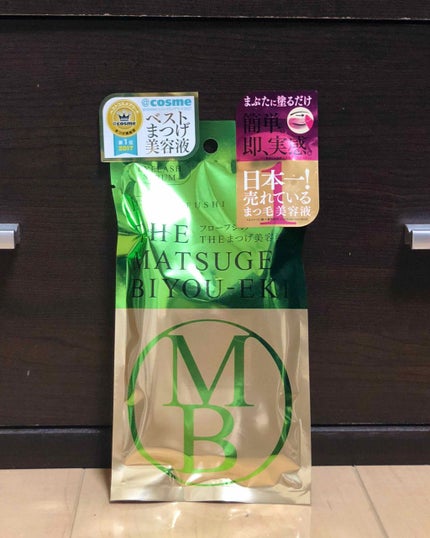 @cosme
ベスト
まつげ
美容液
@cosme
第1位
2017
まぶたに塗るだけ
簡単。
即、実感。
日本一!
売れている
まつ毛美容液
フローフシの
THEまつげ美容
THE
MATSUGE
BIYOU-EKI
M
B